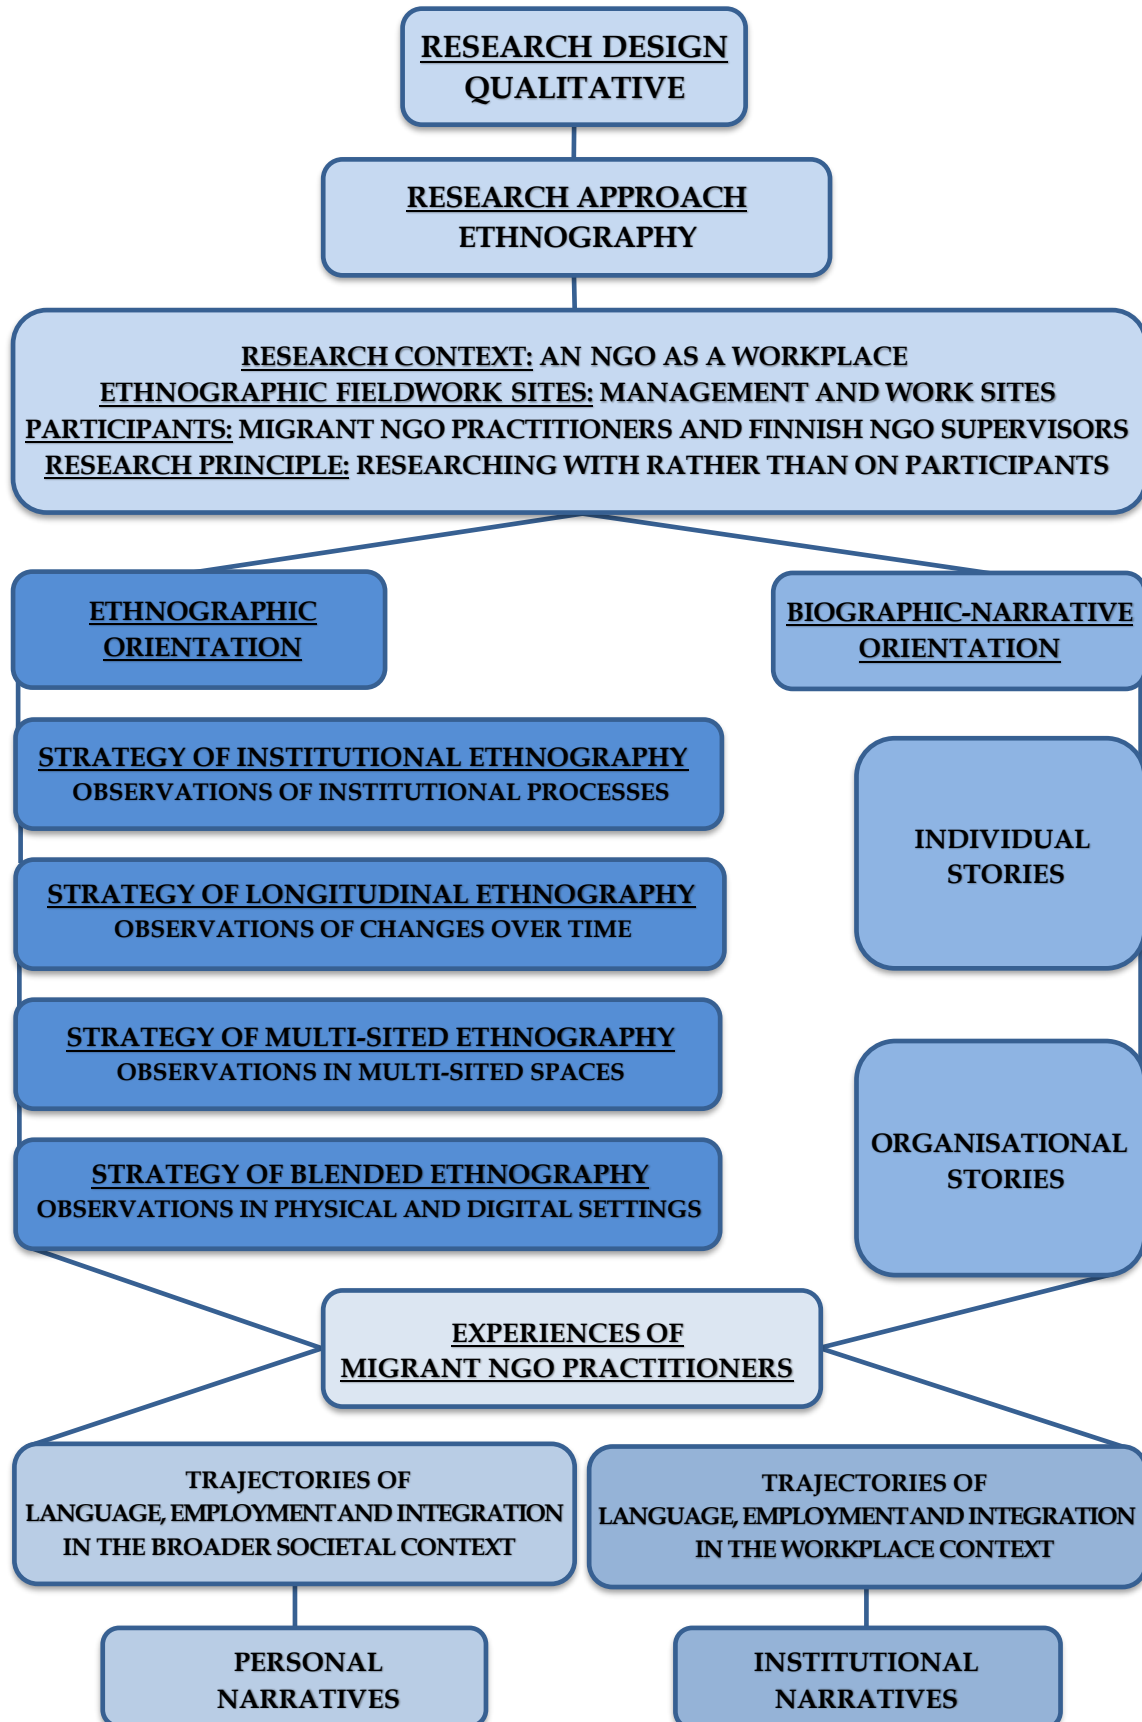 RESEARCH DESIGN
QUALITATIVE
RESEARCH APPROACH
ETHNOGRAPHY
RESEARCH CONTEXT: AN NGO AS A WORKPLACE
ETHNOGRAPHIC FIELDWORK SITES: MANAGEMENT AND WORK SITES
PARTICIPANTS: MIGRANT NGO PRACTITIONERS AND FINNISH NGO SUPERVISORS
RESEARCH PRINCIPLE: RESEARCHING WITH RATHER THAN ON PARTICIPANTS
ETHNOGRAPHIC
ORIENTATION
BIOGRAPHIC-NARRATIVE
ORIENTATION
STRATEGY OF INSTITUTIONAL ETHNOGRAPHY
OBSERVATIONS OF INSTITUTIONAL PROCESSES
STRATEGY OF LONGITUDINAL ETHNOGRAPHY
OBSERVATIONS OF CHANGES OVER TIME
STRATEGY OF MULTI-SITED ETHNOGRAPHY
OBSERVATIONS IN MULTI-SITED SPACES
STRATEGY OF BLENDED ETHNOGRAPHY
OBSERVATIONS IN PHYSICAL AND DIGITAL SETTINGS
INDIVIDUAL
STORIES
ORGANISATIONAL
STORIES
EXPERIENCES OF
MIGRANT NGO PRACTITIONERS
TRAJECTORIES OF
LANGUAGE, EMPLOYMENT AND INTEGRATION
IN THE BROADER SOCIETAL CONTEXT
TRAJECTORIES OF
LANGUAGE, EMPLOYMENT AND INTEGRATION
IN THE WORKPLACE CONTEXT
PERSONAL
NARRATIVES
INSTITUTIONAL
NARRATIVES